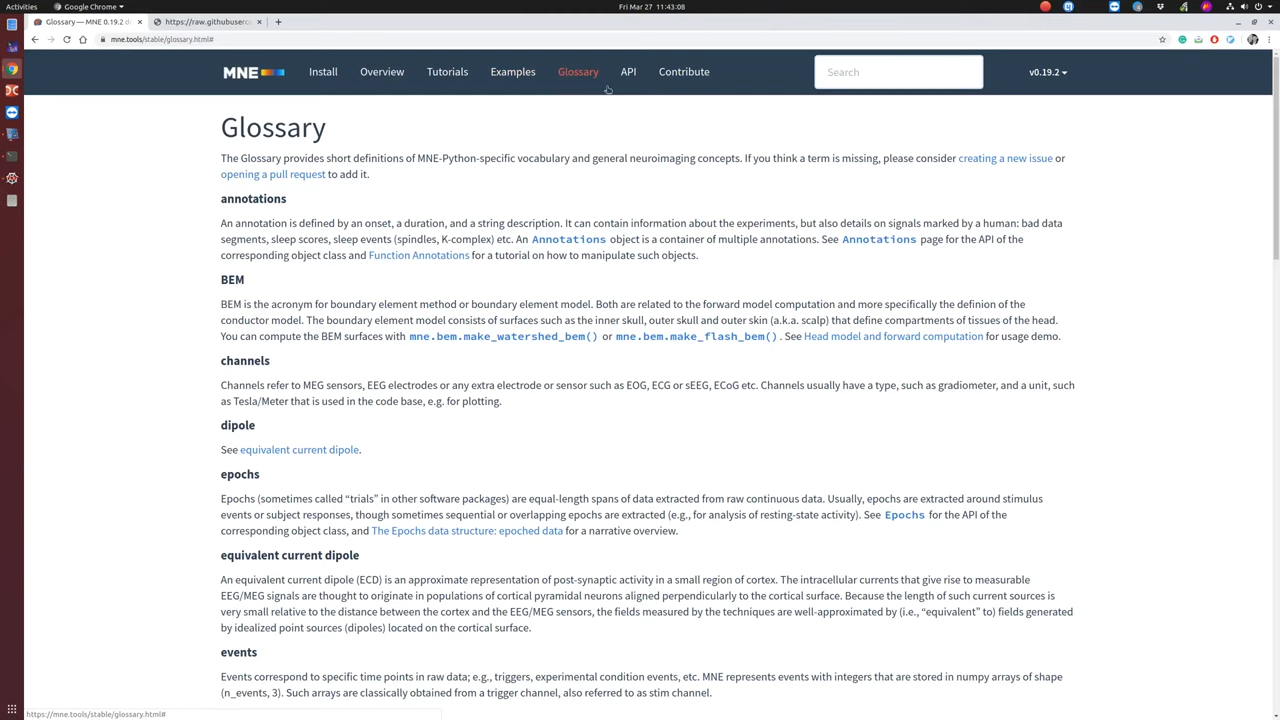 Activities
Google Chrome
Fri Mar 27 11:43:08
Glossary — MNE 0.19.2 d
https://raw.githubuserc
mne.tools/stable/glossary.html#
MNE Install Overview Tutorials Examples Glossary API Contribute Search v0.19.2
Glossary
The Glossary provides short definitions of MNE-Python-specific vocabulary and general neuroimaging concepts. If you think a term is missing, please consider creating a new issue or
opening a pull request to add it.
annotations
An annotation is defined by an onset, a duration, and a string description. It can contain information about the experiments, but also details on signals marked by a human: bad data
segments, sleep scores, sleep events (spindles, K-complex) etc. An Annotations object is a container of multiple annotations. See Annotations page for the API of the
corresponding object class and Function Annotations for a tutorial on how to manipulate such objects.
BEM
BEM is the acronym for boundary element method or boundary element model. Both are related to the forward model computation and more specifically the definion of the
conductor model. The boundary element model consists of surfaces such as the inner skull, outer skull and outer skin (a.k.a. scalp) that define compartments of tissues of the head.
You can compute the BEM surfaces with mne.bem.make_watershed_bem() or mne.bem.make_flash_bem(). See Head model and forward computation for usage demo.
channels
Channels refer to MEG sensors, EEG electrodes or any extra electrode or sensor such as EOG, ECG or sEEG, ECoG etc. Channels usually have a type, such as gradiometer, and a unit, such
as Tesla/Meter that is used in the code base, e.g. for plotting.
dipole
See equivalent current dipole.
epochs
Epochs (sometimes called “trials” in other software packages) are equal-length spans of data extracted from raw continuous data. Usually, epochs are extracted around stimulus
events or subject responses, though sometimes sequential or overlapping epochs are extracted (e.g., for analysis of resting-state activity). See Epochs for the API of the
corresponding object class, and The Epochs data structure: epoched data for a narrative overview.
equivalent current dipole
An equivalent current dipole (ECD) is an approximate representation of post-synaptic activity in a small region of cortex. The intracellular currents that give rise to measurable
EEG/MEG signals are thought to originate in populations of cortical pyramidal neurons aligned perpendicularly to the cortical surface. Because the length of such current sources is
very small relative to the distance between the cortex and the EEG/MEG sensors, the fields measured by the techniques are well-approximated by (i.e., “equivalent” to) fields generated
by idealized point sources (dipoles) located on the cortical surface.
events
Events correspond to specific time points in raw data; e.g., triggers, experimental condition events, etc. MNE represents events with integers that are stored in numpy arrays of shape
(n_events, 3). Such arrays are classically obtained from a trigger channel, also referred to as stim channel.
https://mne.tools/stable/glossary.html#